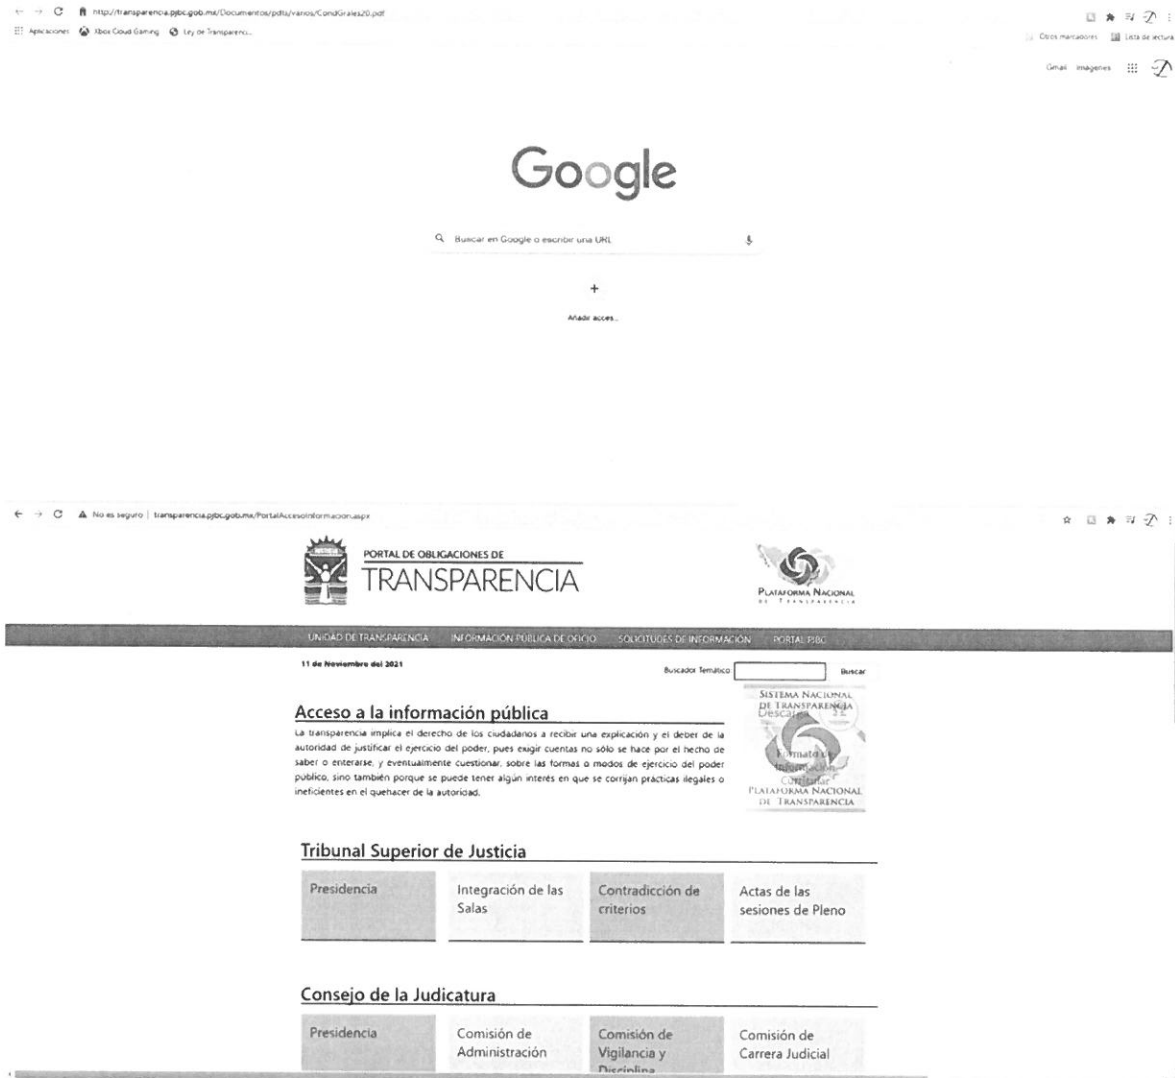 http://transparencia.pjbc.gob.mx/Documentos/pdfs/varios/CondGrales20.pdf
Aplicaciones Xbox Cloud Gaming Ley de Transparenci...
Otros marcadores Lista de lectura
Gmail Imágenes
Google
Buscar en Google o escribir una URL
Añadir acces...
No es seguro | transparencia.pjbc.gob.mx/PortalAccesoInformacion.aspx
PORTAL DE OBLIGACIONES DE
TRANSPARENCIA
PLATAFORMA NACIONAL
DE TRANSPARENCIA
UNIDAD DE TRANSPARENCIA INFORMACIÓN PÚBLICA DE OFICIO SOLICITUDES DE INFORMACIÓN PORTAL PJBC
11 de Noviembre del 2021
Buscador Temático Buscar
Acceso a la información pública
La transparencia implica el derecho de los ciudadanos a recibir una explicación y el deber de la
autoridad de justificar el ejercicio del poder, pues exigir cuentas no sólo se hace por el hecho de
saber o enterarse, y eventualmente cuestionar, sobre las formas o modos de ejercicio del poder
público, sino también porque se puede tener algún interés en que se corrijan prácticas ilegales o
ineficientes en el quehacer de la autoridad.
SISTEMA NACIONAL
DE TRANSPARENCIA
Descarga
Formato de
Información
Curricular
PLATAFORMA NACIONAL
DE TRANSPARENCIA
Tribunal Superior de Justicia
Presidencia
Integración de las
Salas
Contradicción de
criterios
Actas de las
sesiones de Pleno
Consejo de la Judicatura
Presidencia
Comisión de
Administración
Comisión de
Vigilancia y
Disciplina
Comisión de
Carrera Judicial